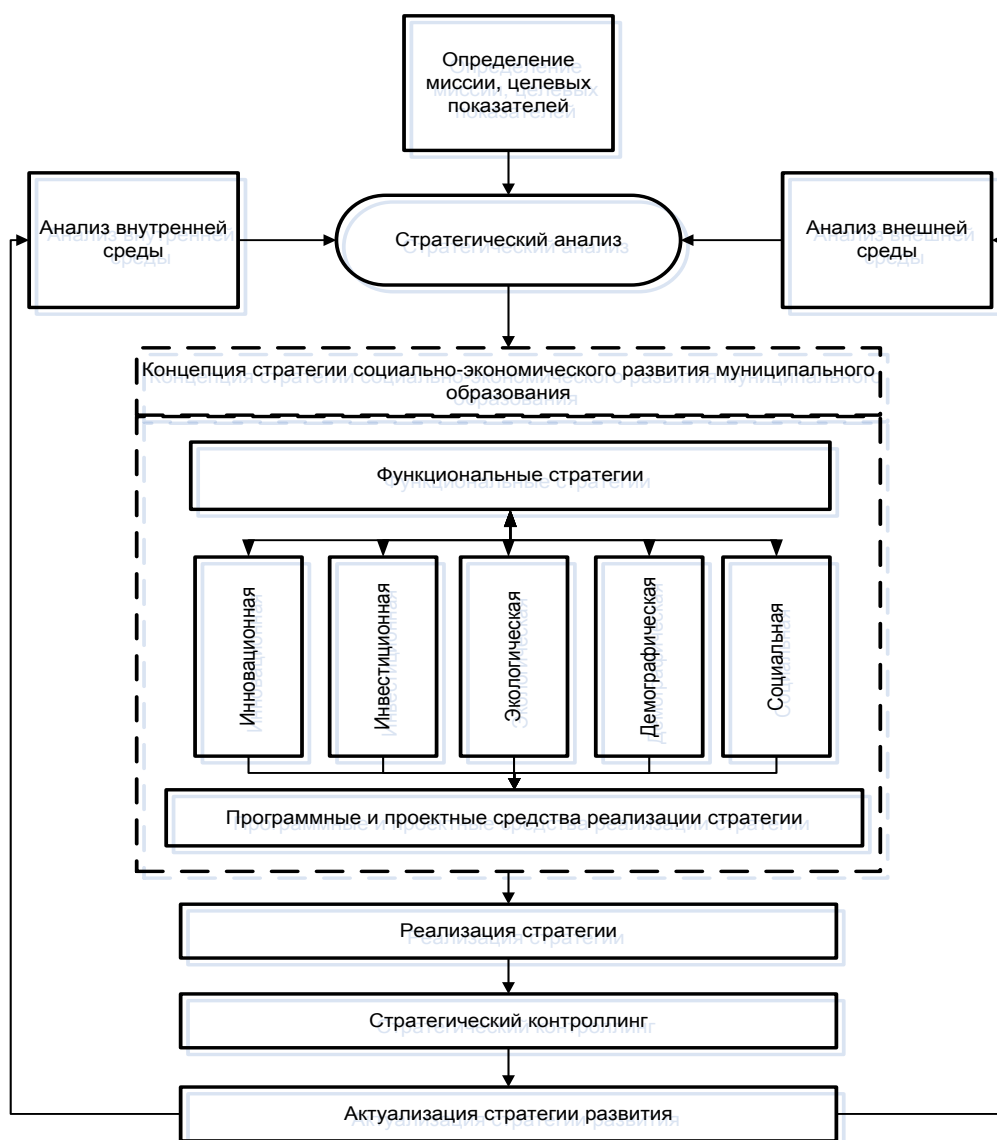 Определение
миссии, целевых
показателей
Анализ внутренней
среды
Стратегический анализ
Анализ внешней
среды
Концепция стратегии социально-экономического развития муниципального
образования
Функциональные стратегии
Инновационная
Инвестиционная
Экологическая
Демографическая
Социальная
Программные и проектные средства реализации стратегии
Реализация стратегии
Стратегический контроллинг
Актуализация стратегии развития